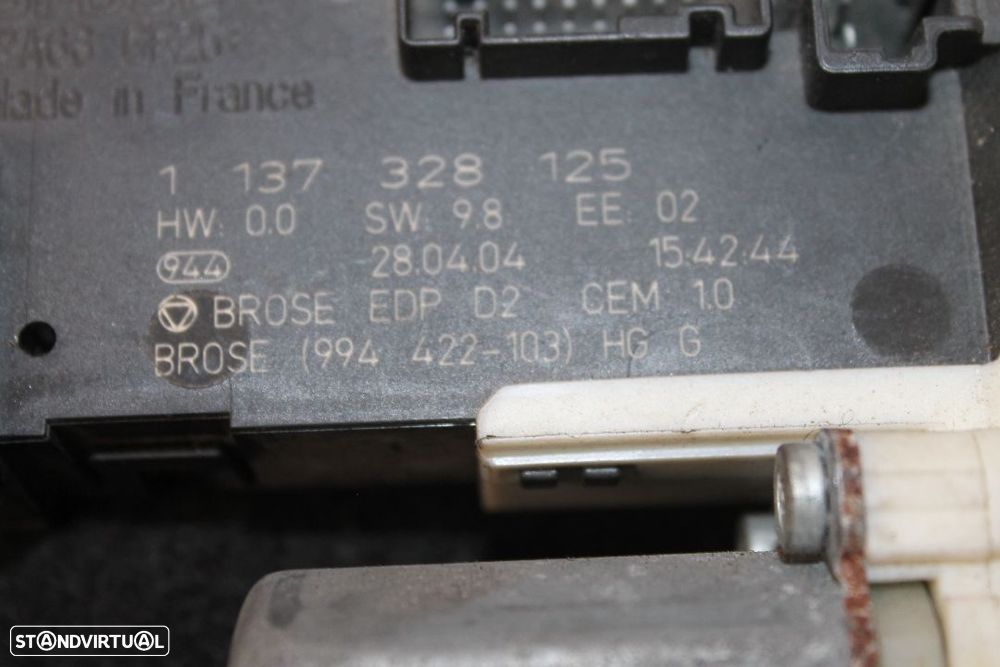 Made in France
1 137 328 125
HW: 0.0 SW: 9.8 EE: 02
944 28.04.04 15:42:44
BROSE EDP D2 CEM 1.0
BROSE (994 422-103) HG G
STANDVIRTUAL